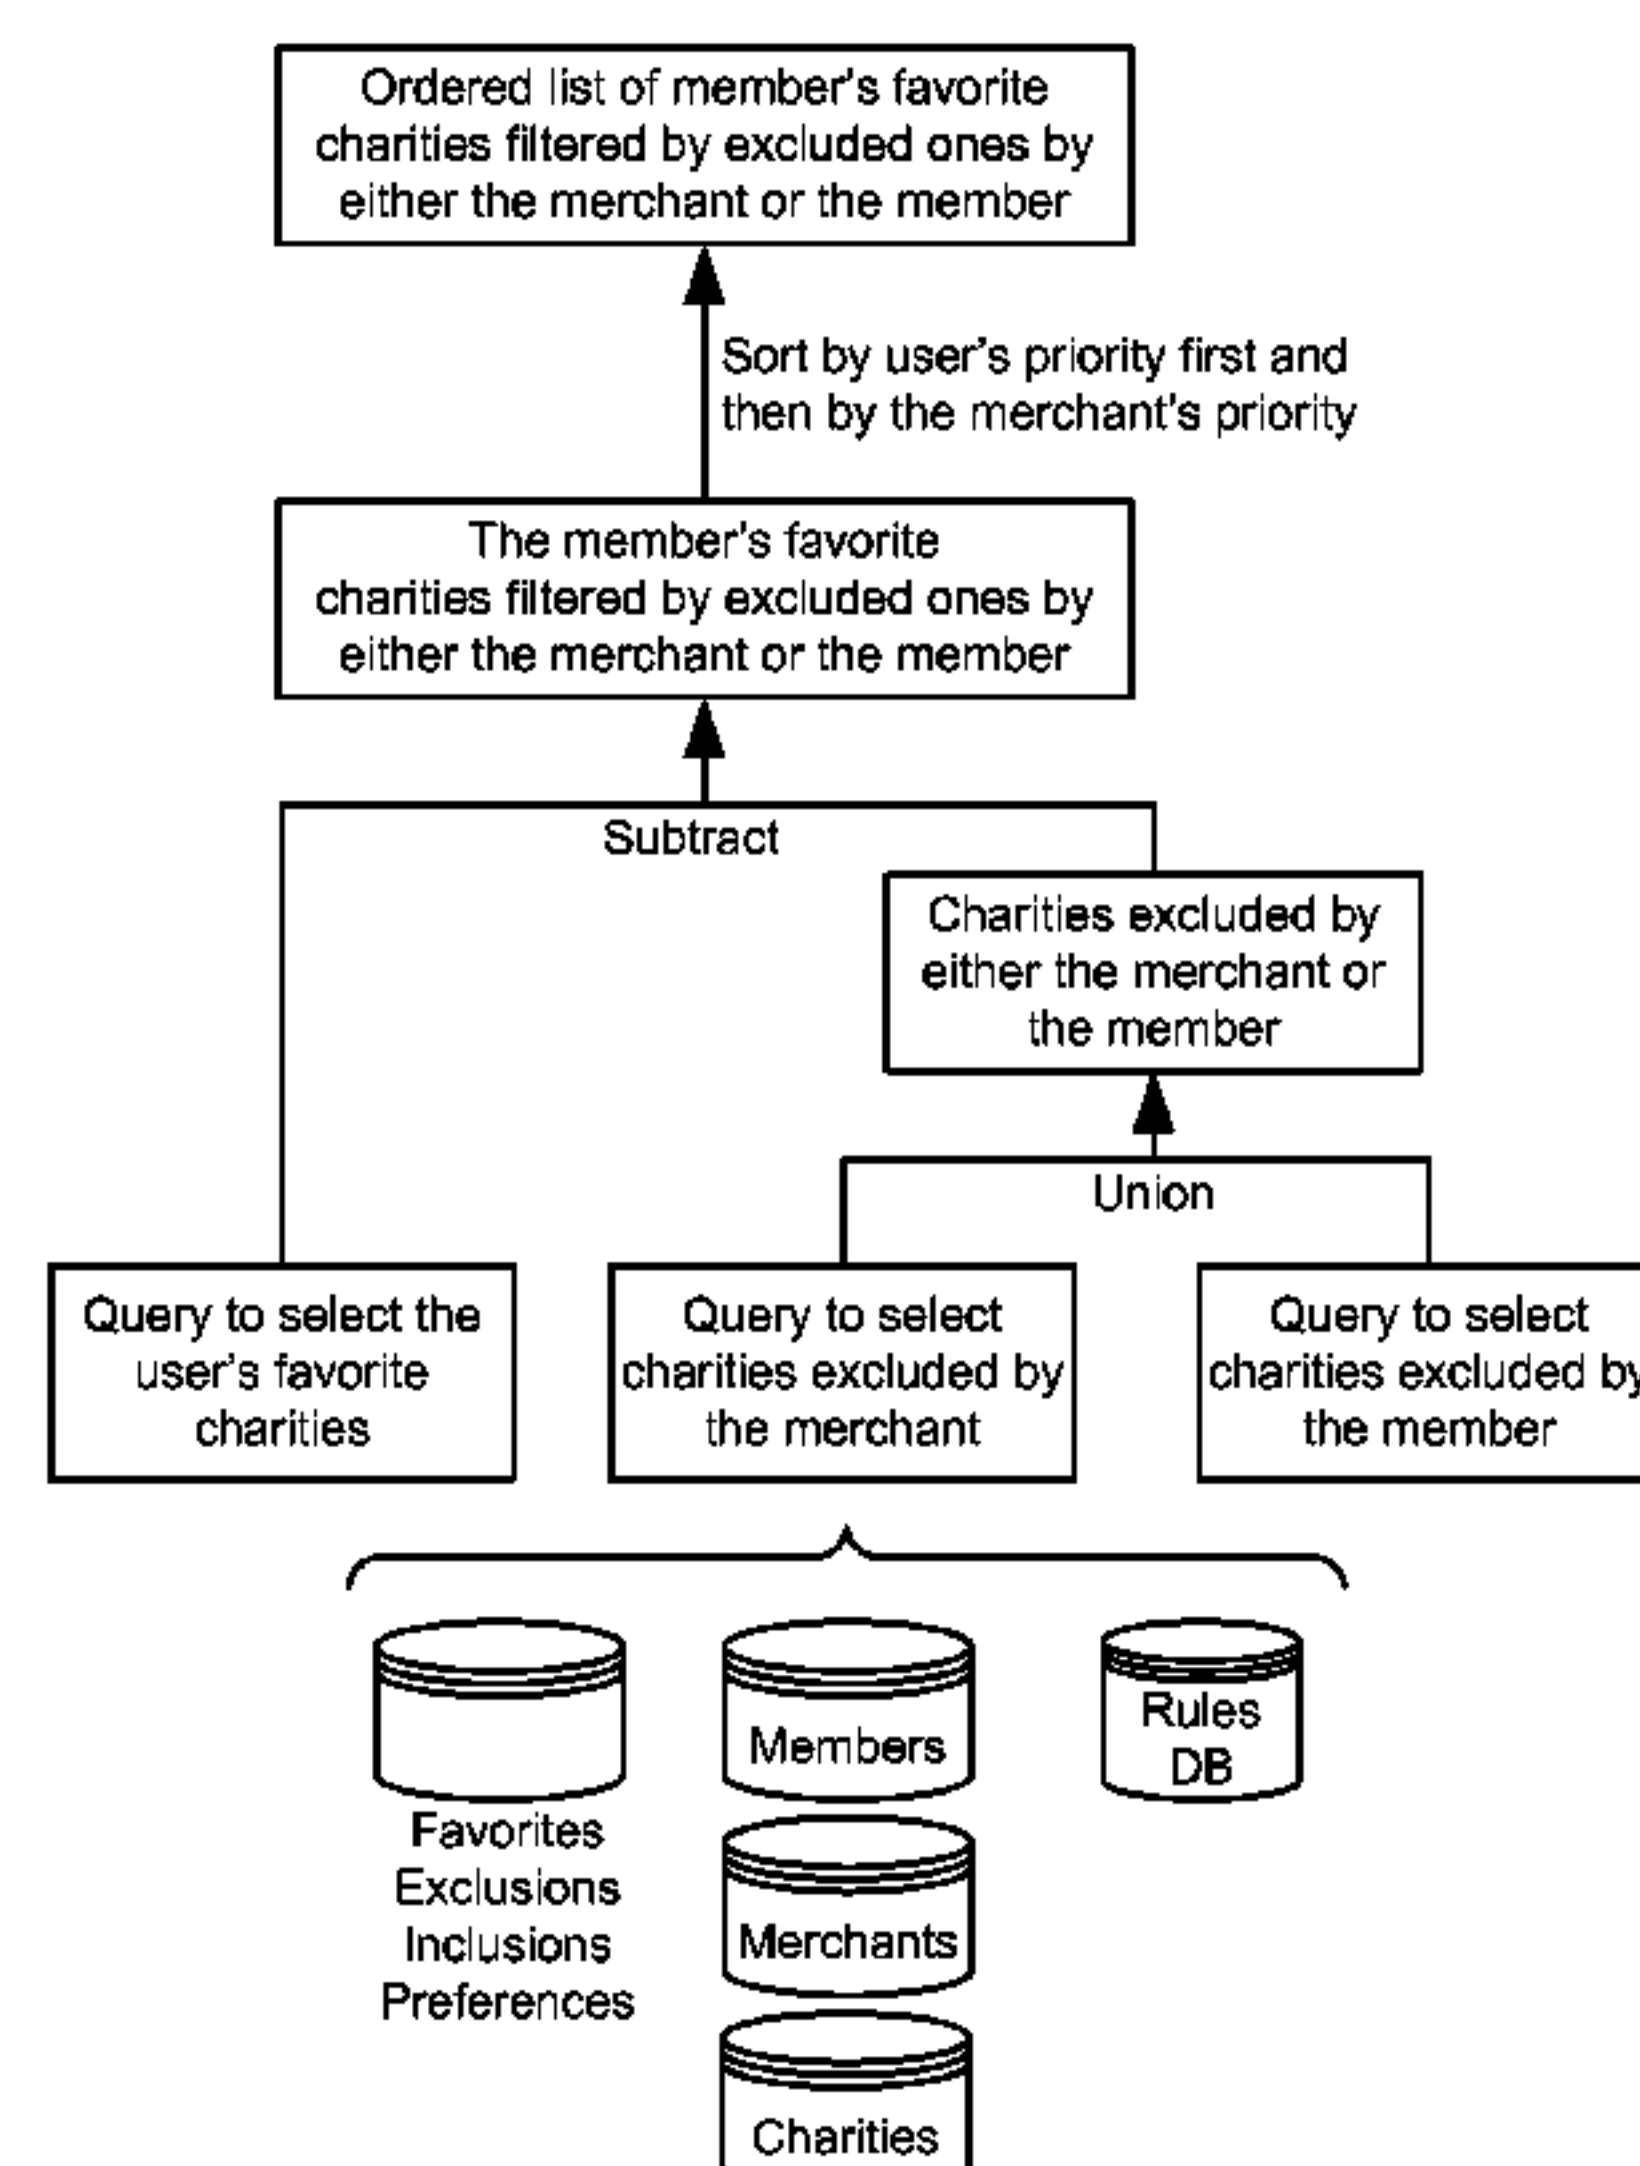 Ordered list of member's favorite
charities filtered by excluded ones by
either the merchant or the member
Sort by user's priority first and
then by the merchant's priority
The member's favorite
charities filtered by excluded ones by
either the merchant or the member
Subtract
Charities excluded by
either the merchant or
the member
Union
Query to select the
user's favorite
charities
Query to select
charities excluded by
the merchant
Query to select
charities excluded by
the member
Favorites
Exclusions
Inclusions
Preferences
Members
Merchants
Charities
Rules
DB